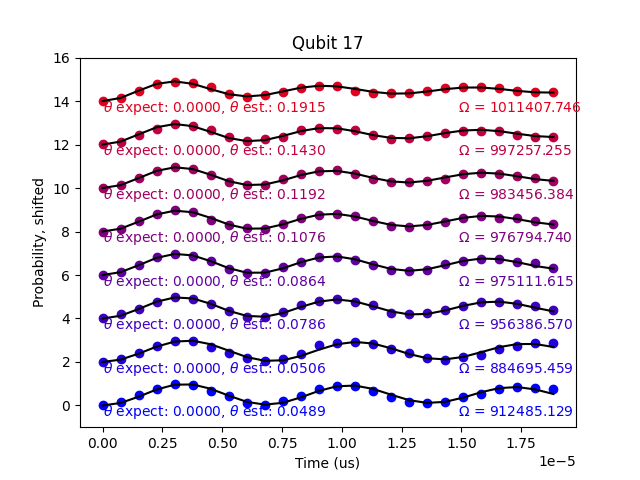 Qubit 17
Probability, shifted
16
14
θ expect: 0.0000, θ est.: 0.1915 Ω = 1011407.746
12
θ expect: 0.0000, θ est.: 0.1430 Ω = 997257.255
10
θ expect: 0.0000, θ est.: 0.1192 Ω = 983456.384
8
θ expect: 0.0000, θ est.: 0.1076 Ω = 976794.740
6
θ expect: 0.0000, θ est.: 0.0864 Ω = 975111.615
4
θ expect: 0.0000, θ est.: 0.0786 Ω = 956386.570
2
θ expect: 0.0000, θ est.: 0.0506 Ω = 884695.459
0
θ expect: 0.0000, θ est.: 0.0489 Ω = 912485.129
0.00 0.25 0.50 0.75 1.00 1.25 1.50 1.75
Time (us)
1e−5